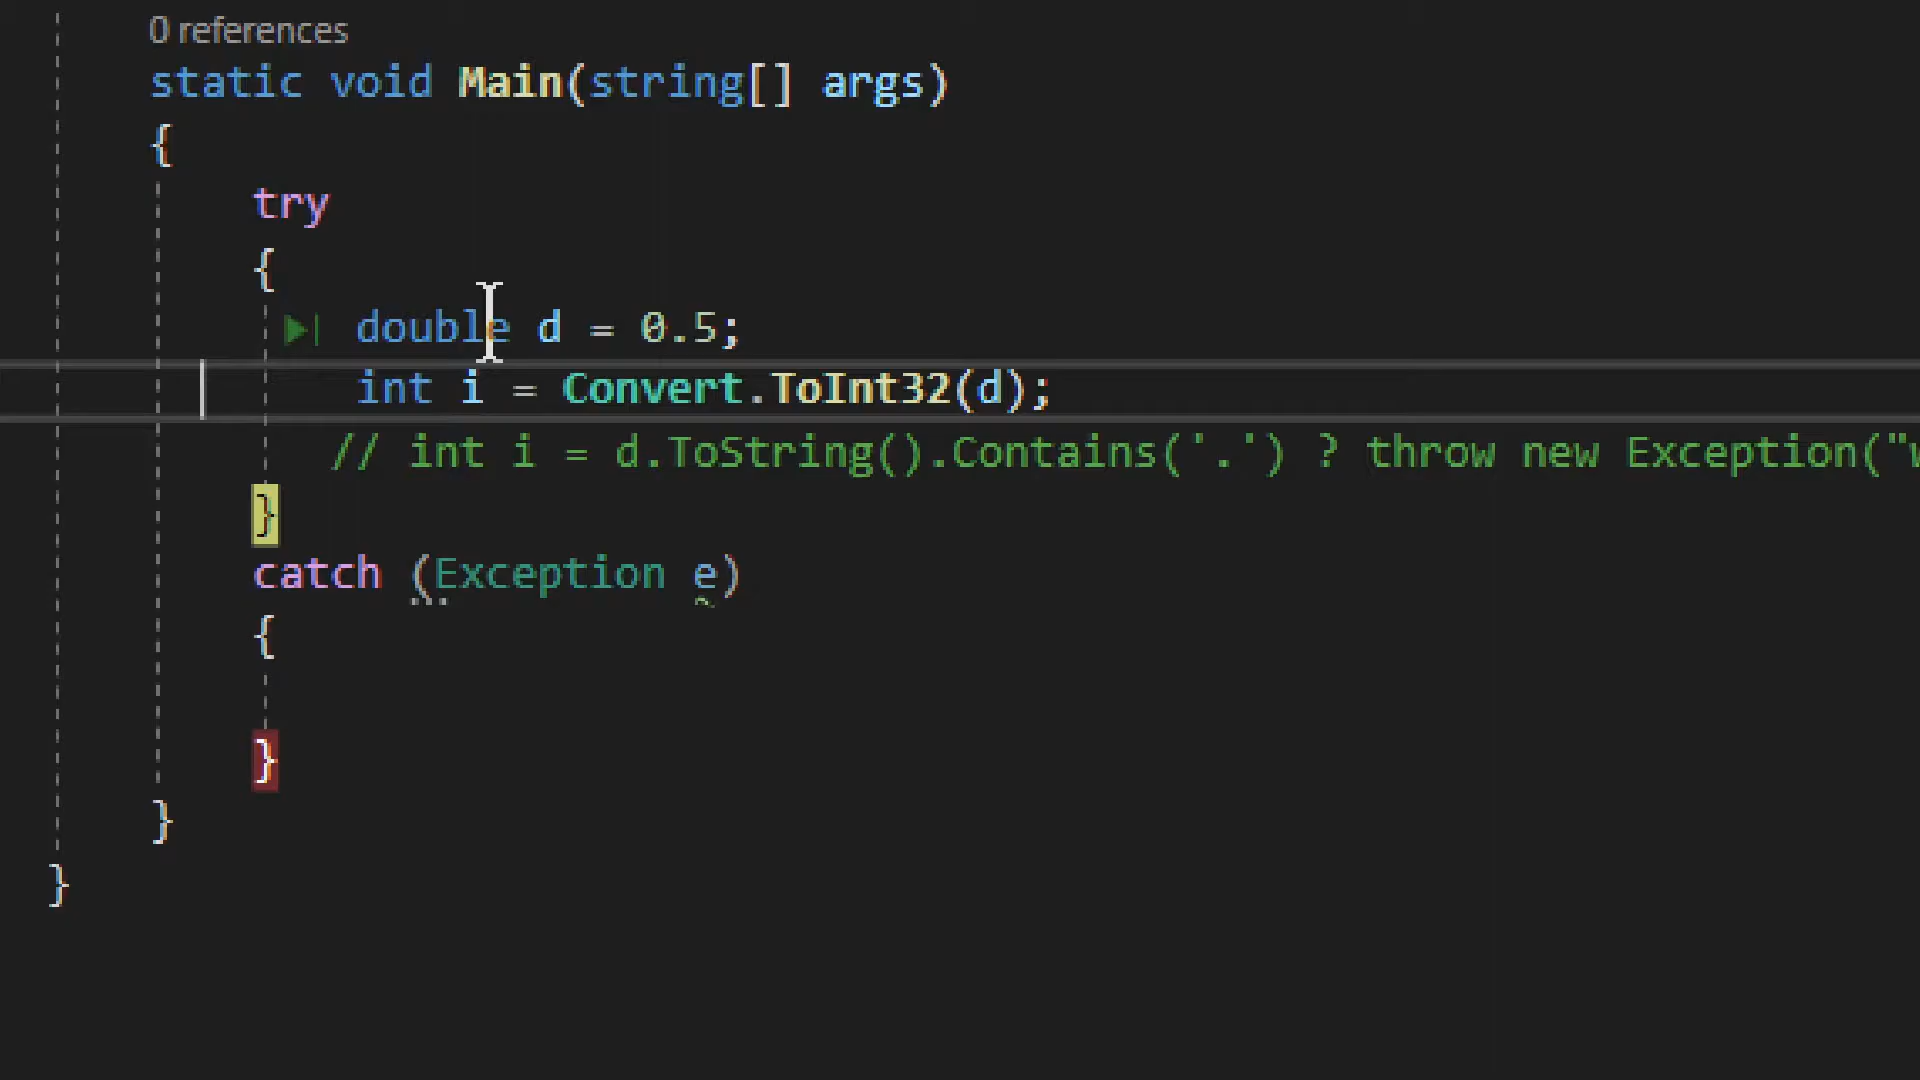 0 references
static void Main(string[] args)
{
try
{
double d = 0.5;
int i = Convert.ToInt32(d);
// int i = d.ToString().Contains('.') ? throw new Exception("
}
catch (Exception e)
{
}
}
}